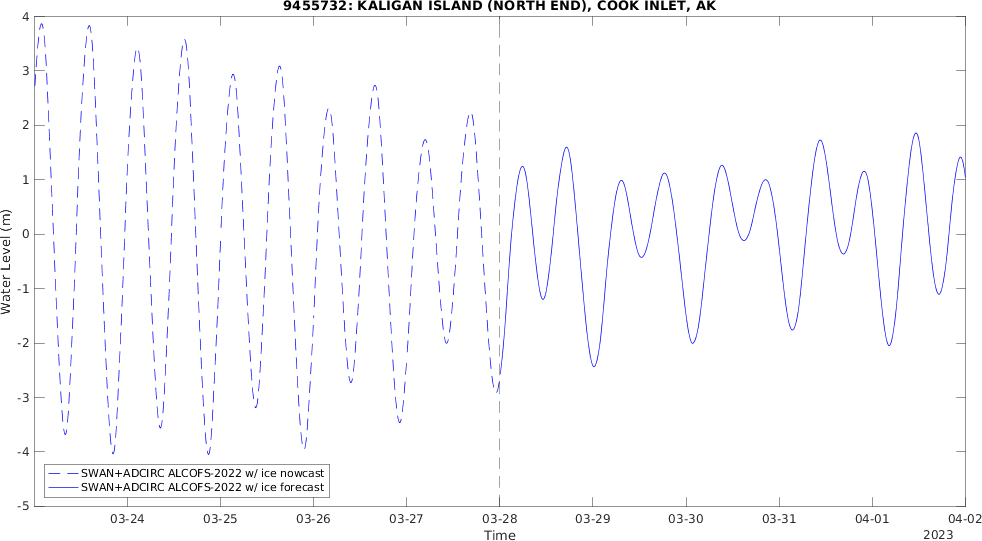 9455732: KALIGAN ISLAND (NORTH END), COOK INLET, AK
4
3
2
1
0
-1
-2
-3
-4
-5
Water Level (m)
SWAN+ADCIRC ALCOFS-2022 w/ ice nowcast
SWAN+ADCIRC ALCOFS-2022 w/ ice forecast
03-24 03-25 03-26 03-27 03-28 03-29 03-30 03-31 04-01 04-02
Time
2023